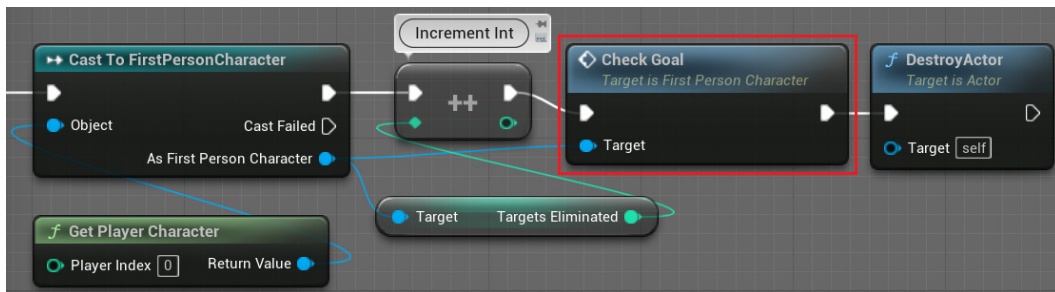 Increment Int
Cast To FirstPersonCharacter
Object
Cast Failed
As First Person Character
++
Check Goal
Target is First Person Character
Target
f DestroyActor
Target is Actor
Target self
Target Targets Eliminated
f Get Player Character
Player Index 0 Return Value